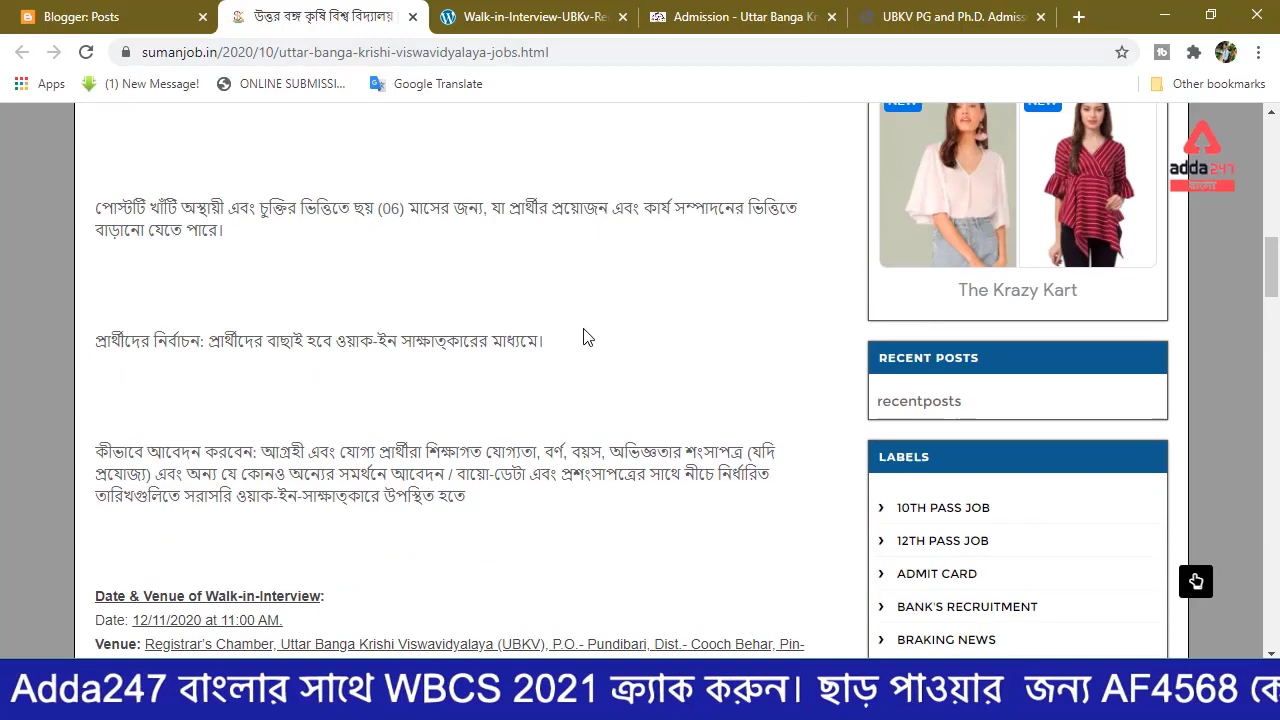 Blogger: Posts
উত্তর বঙ্গ কৃষি বিশ্ব বিদ্যালয়
Walk-in-Interview-UBKv-Re
Admission - Uttar Banga Kr
UBKV PG and Ph.D. Admiss
sumanjob.in/2020/10/uttar-banga-krishi-viswavidyalaya-jobs.html
Apps
(1) New Message!
ONLINE SUBMISSI...
Google Translate
Other bookmarks
NEW
NEW
adda247
বাংলা
পোস্টটি খাঁটি অস্থায়ী এবং চুক্তির ভিত্তিতে ছয় (06) মাসের জন্য, যা প্রার্থীর প্রয়োজন এবং কার্য সম্পাদনের ভিত্তিতে
বাড়ানো যেতে পারে।
The Krazy Kart
প্রার্থীদের নির্বাচন: প্রার্থীদের বাছাই হবে ওয়াক-ইন সাক্ষাত্কারের মাধ্যমে।
RECENT POSTS
recentposts
কীভাবে আবেদন করবেন: আগ্রহী এবং যোগ্য প্রার্থীরা শিক্ষাগত যোগ্যতা, বর্ণ, বয়স, অভিজ্ঞতার শংসাপত্র (যদি
প্রযোজ্য) এবং অন্য যে কোনও অন্যের সমর্থনে আবেদন / বায়ো-ডেটা এবং প্রশংসাপত্রের সাথে নীচে নির্ধারিত
তারিখগুলিতে সরাসরি ওয়াক-ইন-সাক্ষাত্কারে উপস্থিত হতে
LABELS
10TH PASS JOB
12TH PASS JOB
ADMIT CARD
BANK'S RECRUITMENT
BRAKING NEWS
Date & Venue of Walk-in-Interview:
Date: 12/11/2020 at 11:00 AM.
Venue: Registrar's Chamber, Uttar Banga Krishi Viswavidyalaya (UBKV), P.O.- Pundibari, Dist.- Cooch Behar, Pin-
Adda247 বাংলার সাথে WBCS 2021 ক্র্যাক করুন। ছাড় পাওয়ার জন্য AF4568 কো